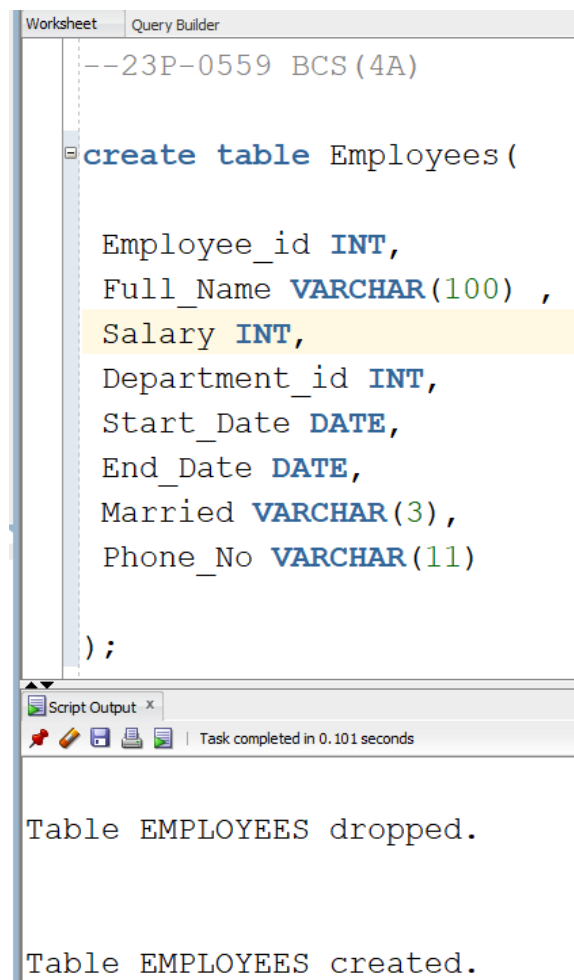 Worksheet Query Builder
--23P-0559 BCS(4A)
create table Employees(
Employee_id INT,
Full_Name VARCHAR(100) ,
Salary INT,
Department_id INT,
Start_Date DATE,
End_Date DATE,
Married VARCHAR(3),
Phone_No VARCHAR(11)
);
Script Output x
Task completed in 0.101 seconds
Table EMPLOYEES dropped.
Table EMPLOYEES created.